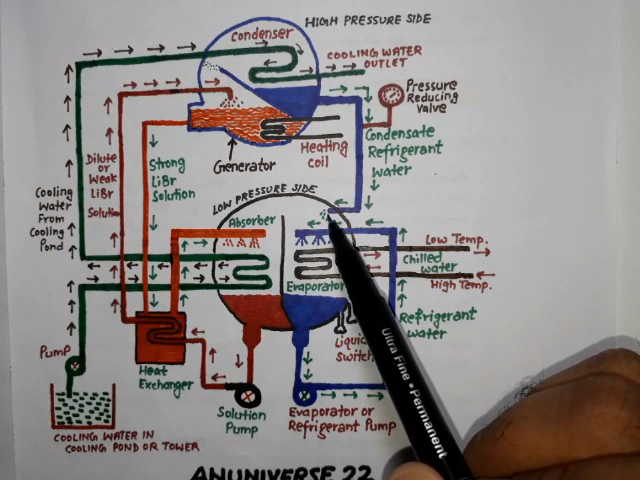 HIGH PRESSURE SIDE
Condenser
COOLING WATER
OUTLET
Pressure
Reducing
Valve
Condensate
Refrigerant
Water
Heating
coil
Generator
Dilute
or
Weak
LiBr
Solution
Strong
LiBr
Solution
Cooling
Water
From
Cooling
Pond
LOW PRESSURE SIDE
Absorber
Low Temp.
Chilled
water
High Temp.
Evaporator
Refrigerant
Water
Liquid
Switch
Pump
Heat
Exchanger
Solution
Pump
Evaporator or
Refrigerant Pump
COOLING WATER IN
COOLING POND OR TOWER
Ultra Fine • Permanent
ANUNIVERSE 22